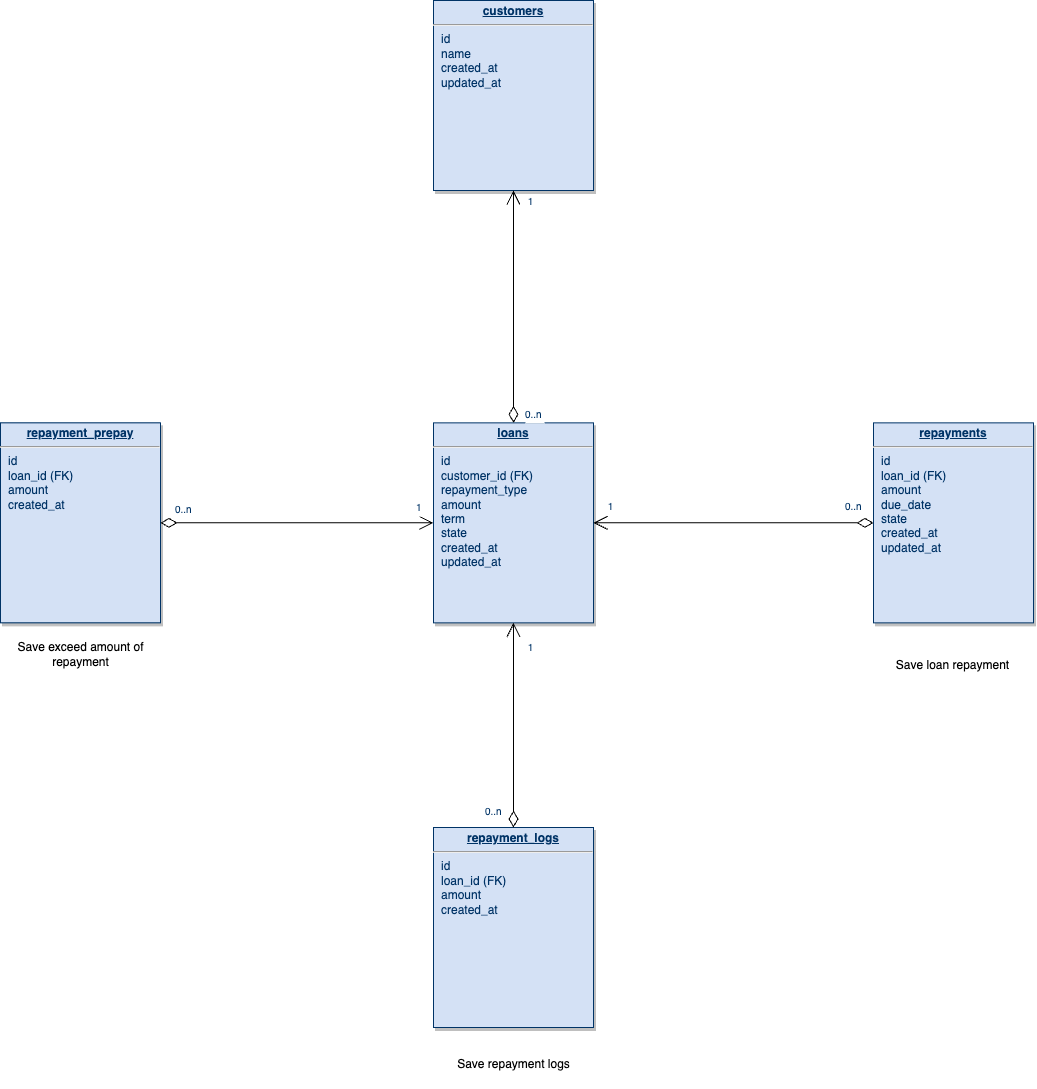 customers
id
name
created_at
updated_at
1
0..n
repayment_prepay
id
loan_id (FK)
amount
created_at
0..n
1
loans
id
customer_id (FK)
repayment_type
amount
term
state
created_at
updated_at
1
0..n
repayments
id
loan_id (FK)
amount
due_date
state
created_at
updated_at
Save exceed amount of
repayment
1
Save loan repayment
0..n
repayment_logs
id
loan_id (FK)
amount
created_at
Save repayment logs